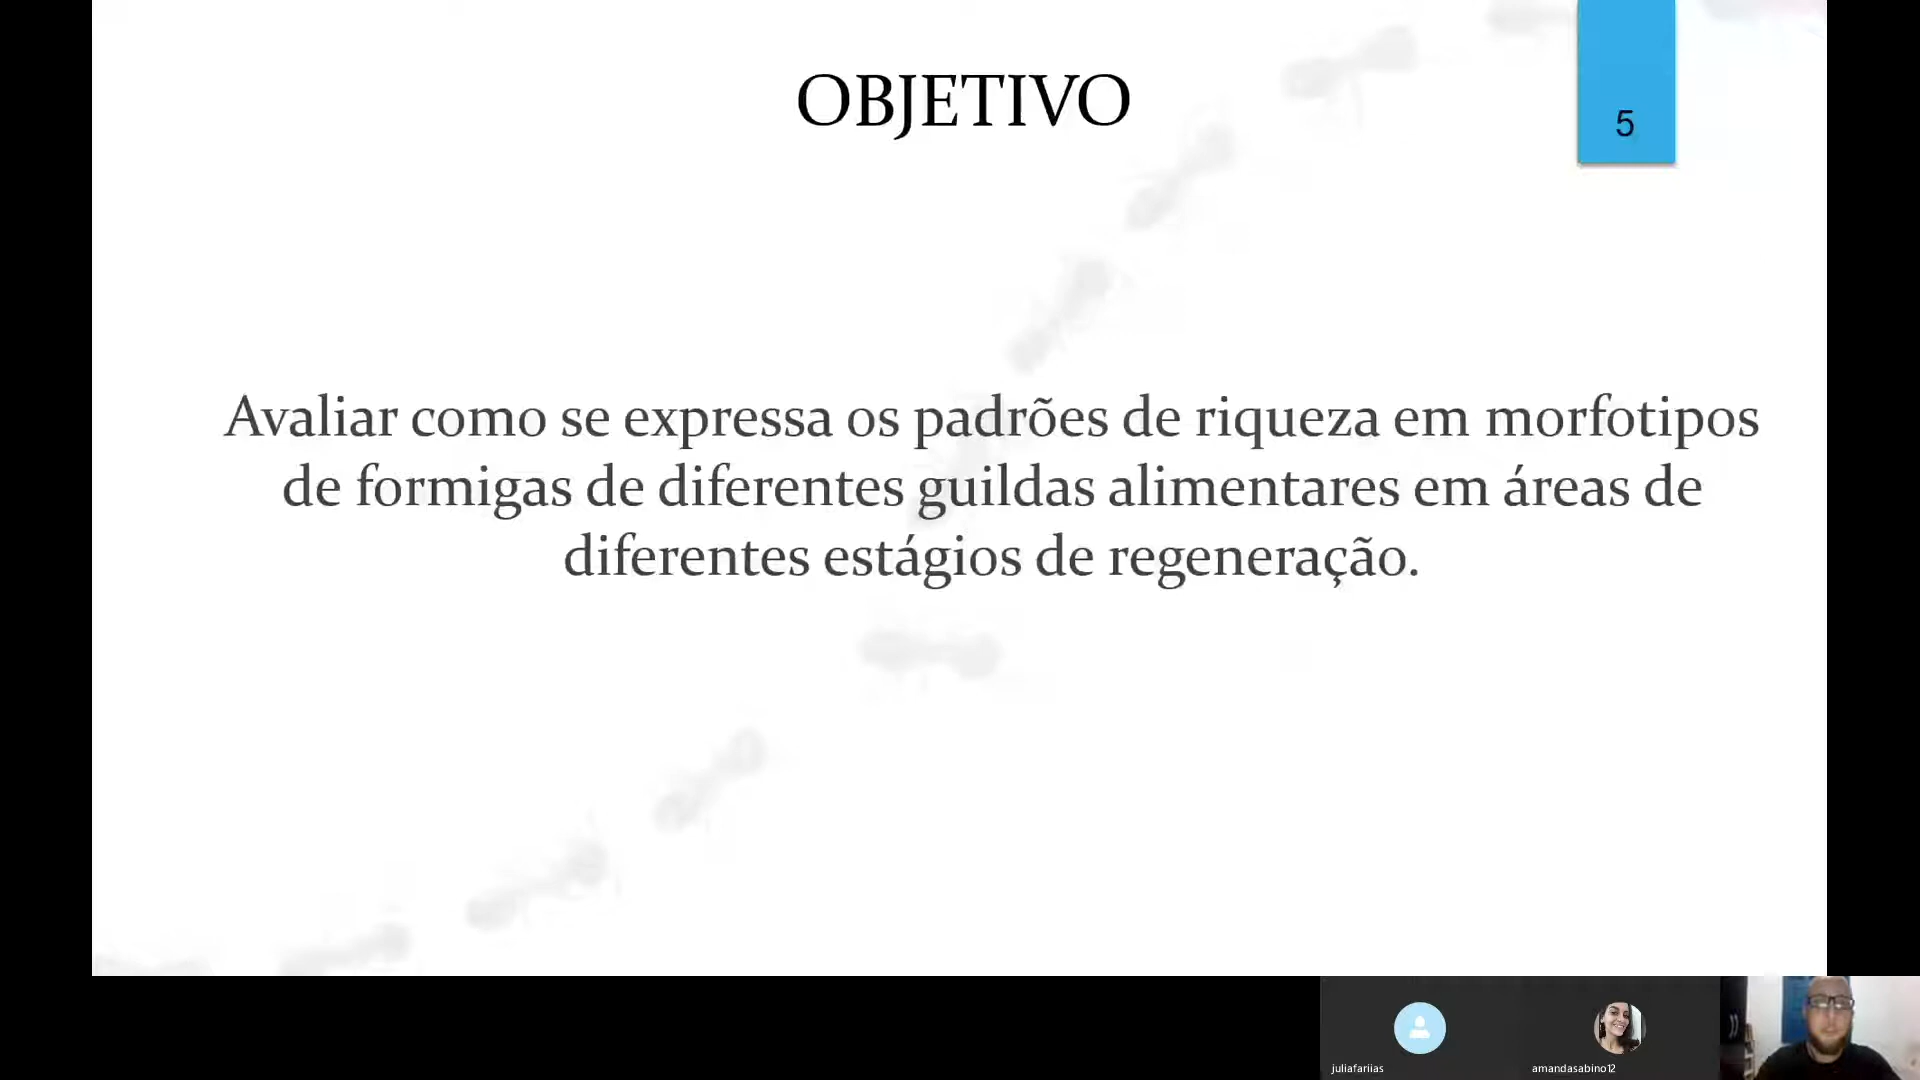 OBJETIVO
5
Avaliar como se expressa os padrões de riqueza em morfotipos
de formigas de diferentes guildas alimentares em áreas de
diferentes estágios de regeneração.
juliafariias
amandasabino12